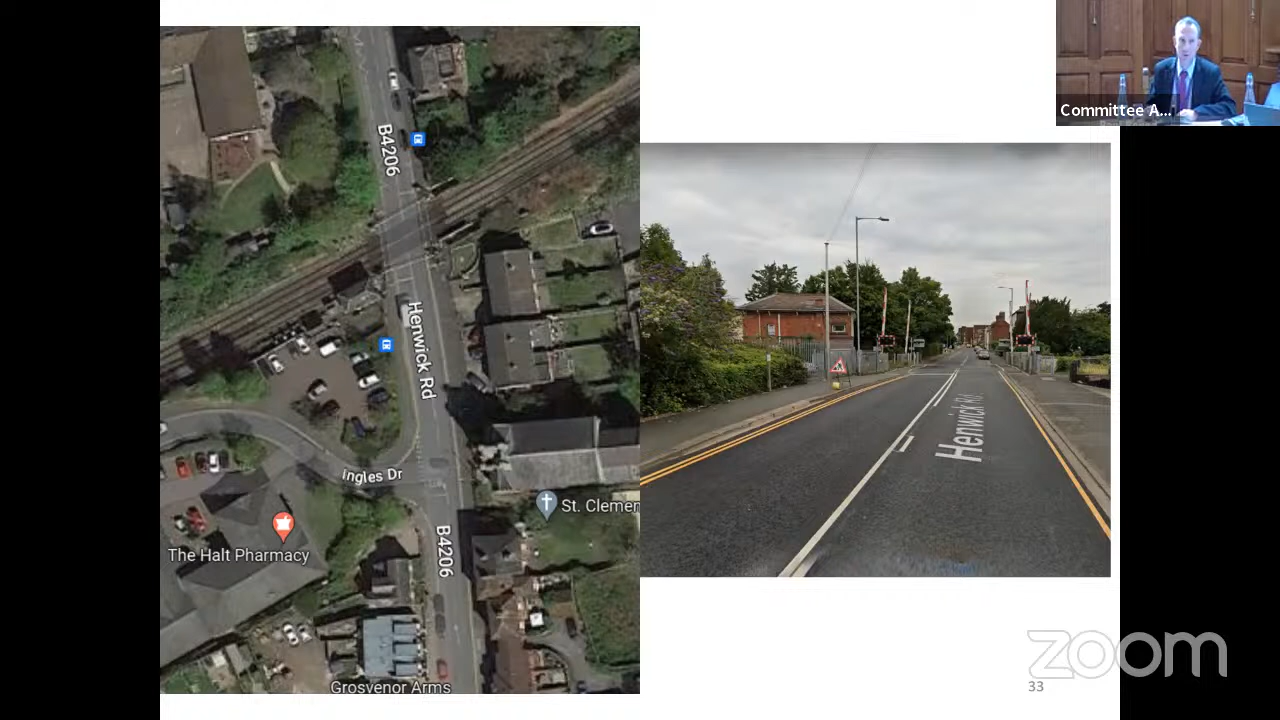 Committee A...
B4206
Henwick Rd
Ingles Dr
St. Clemen
The Halt Pharmacy
B4206
Grosvenor Arms
Henwick Rd
zoom
33